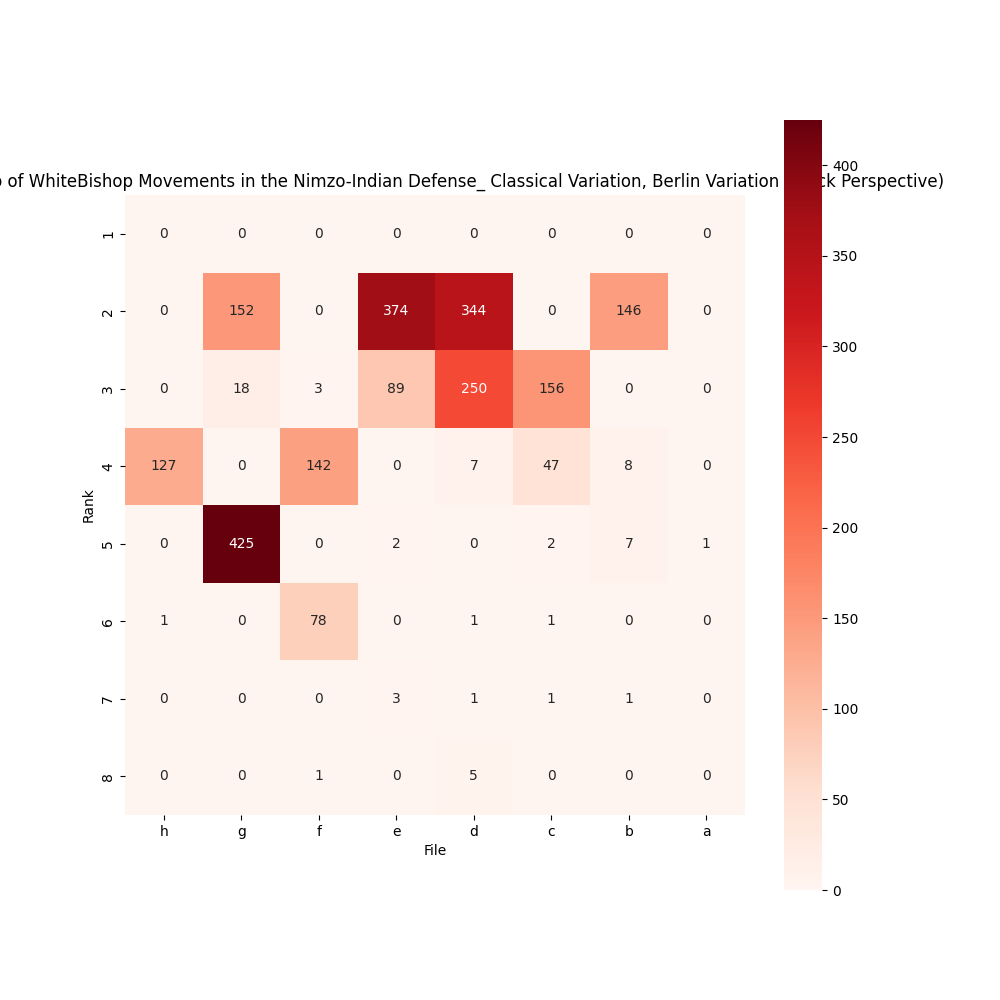 of WhiteBishop Movements in the Nimzo-Indian Defense_ Classical Variation, Berlin Variation Perspective)
400
350
300
250
200
150
100
50
0
Rank
1 0 0 0 0 0 0 0 0
2 0 152 0 374 344 0 146 0
3 0 18 3 89 250 156 0 0
4 127 0 142 0 7 47 8 0
5 0 425 0 2 0 2 7 1
6 1 0 78 0 1 1 0 0
7 0 0 0 3 1 1 1 0
8 0 0 1 0 5 0 0 0
h g f e d c b a
File